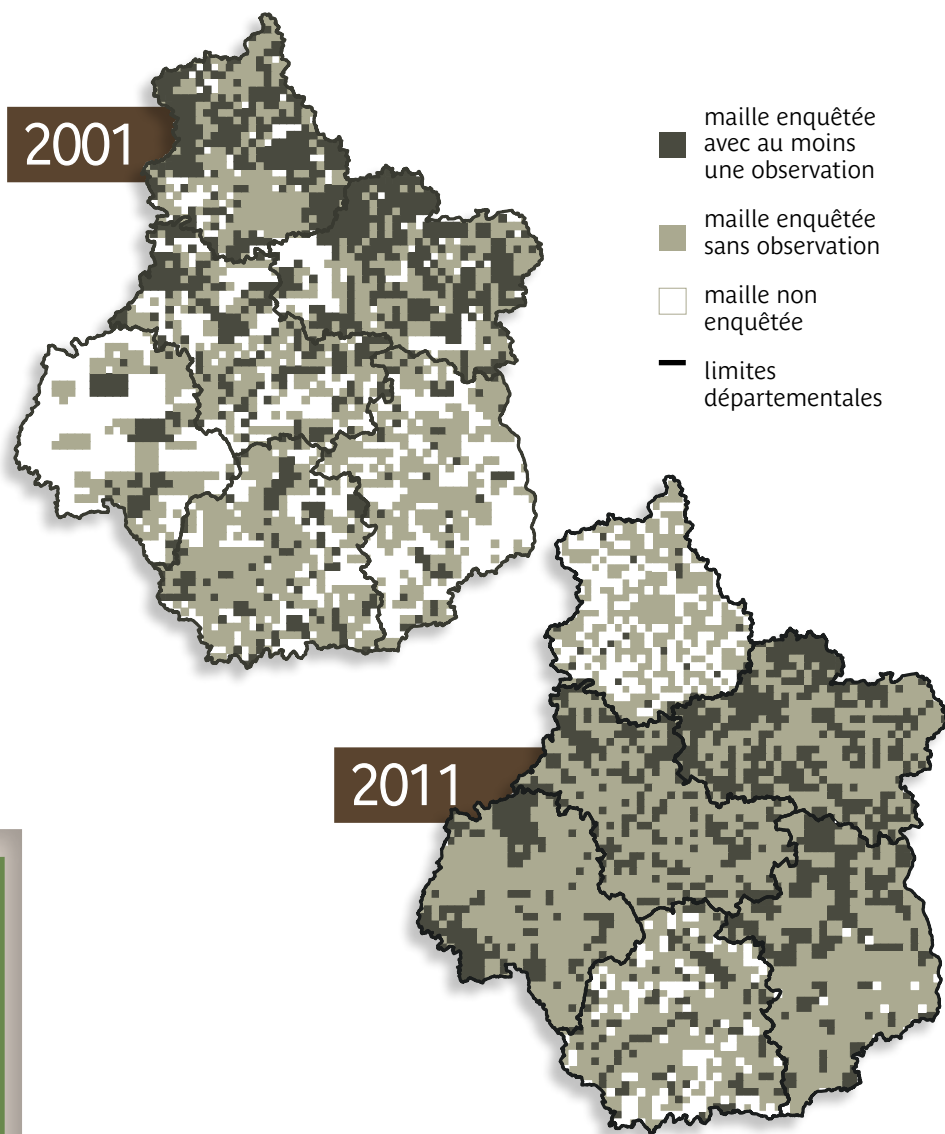 2001
maille enquêtée
avec au moins
une observation
maille enquêtée
sans observation
maille non
enquêtée
limites
départementales
2011